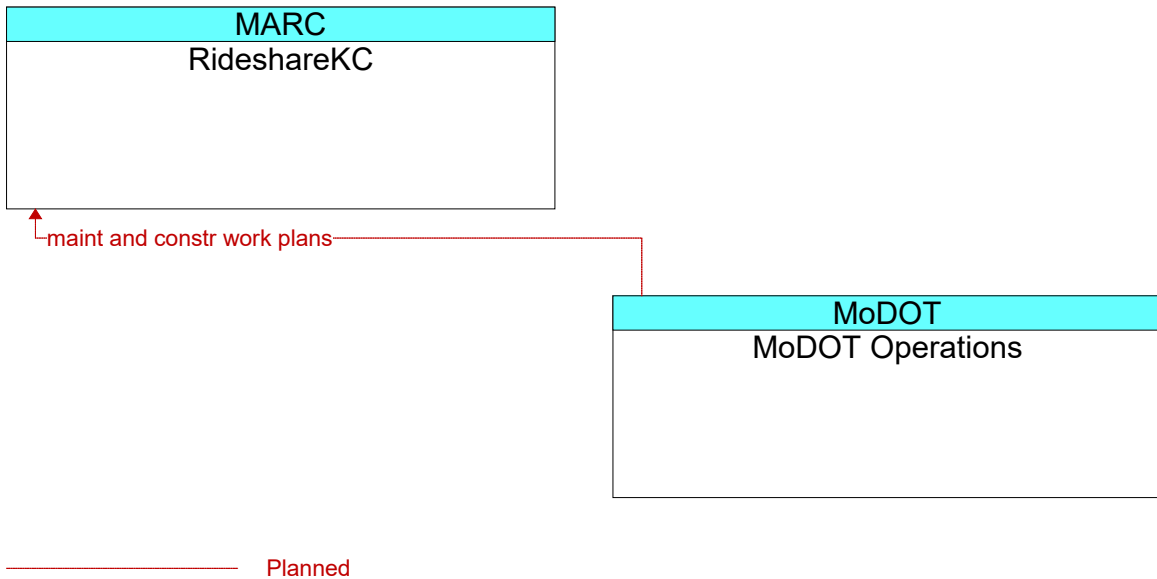 MARC
RideshareKC
maint and constr work plans
MoDOT
MoDOT Operations
Planned